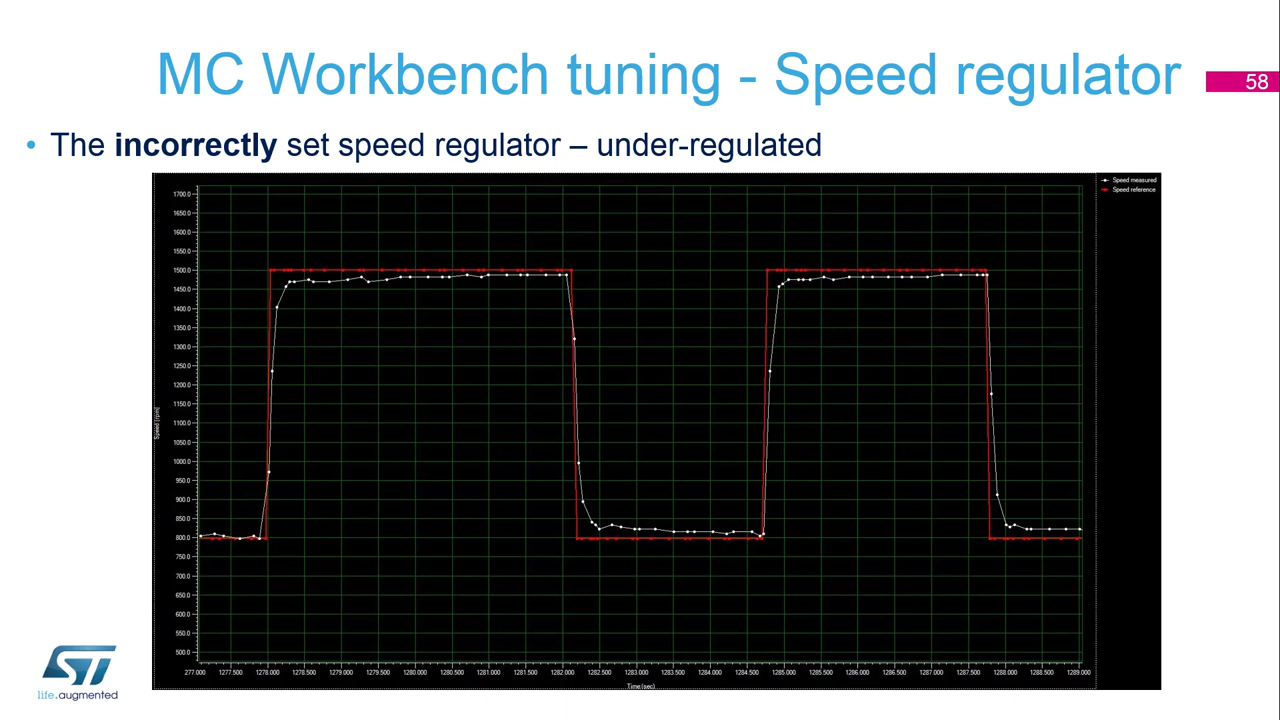 MC Workbench tuning - Speed regulator
58
• The incorrectly set speed regulator – under-regulated
Speed measured
Speed reference
1700.0
1650.0
1600.0
1550.0
1500.0
1450.0
1400.0
1350.0
1300.0
1250.0
1200.0
1150.0
1100.0
1050.0
1000.0
950.0
900.0
850.0
800.0
750.0
700.0
650.0
600.0
550.0
500.0
Speed [rpm]
277.000 1277.500 1278.000 1278.500 1279.000 1279.500 1280.000 1280.500 1281.000 1281.500 1282.000 1282.500 1283.000 1283.500 1284.000 1284.500 1285.000 1285.500 1286.000 1286.500 1287.000 1287.500 1288.000 1288.500 1289.000
Time (sec)
ST
life.augmented